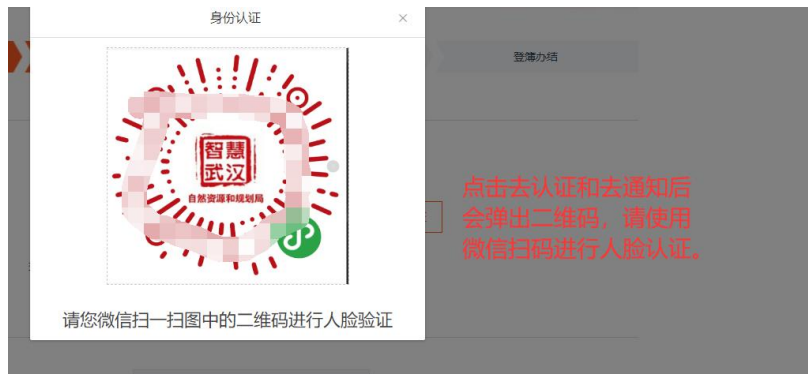 身份认证
登簿办结
智慧
武汉
自然资源和规划局
点击去认证和去通知后
会弹出二维码，请使用
微信扫码进行人脸认证。
请您微信扫一扫图中的二维码进行人脸验证